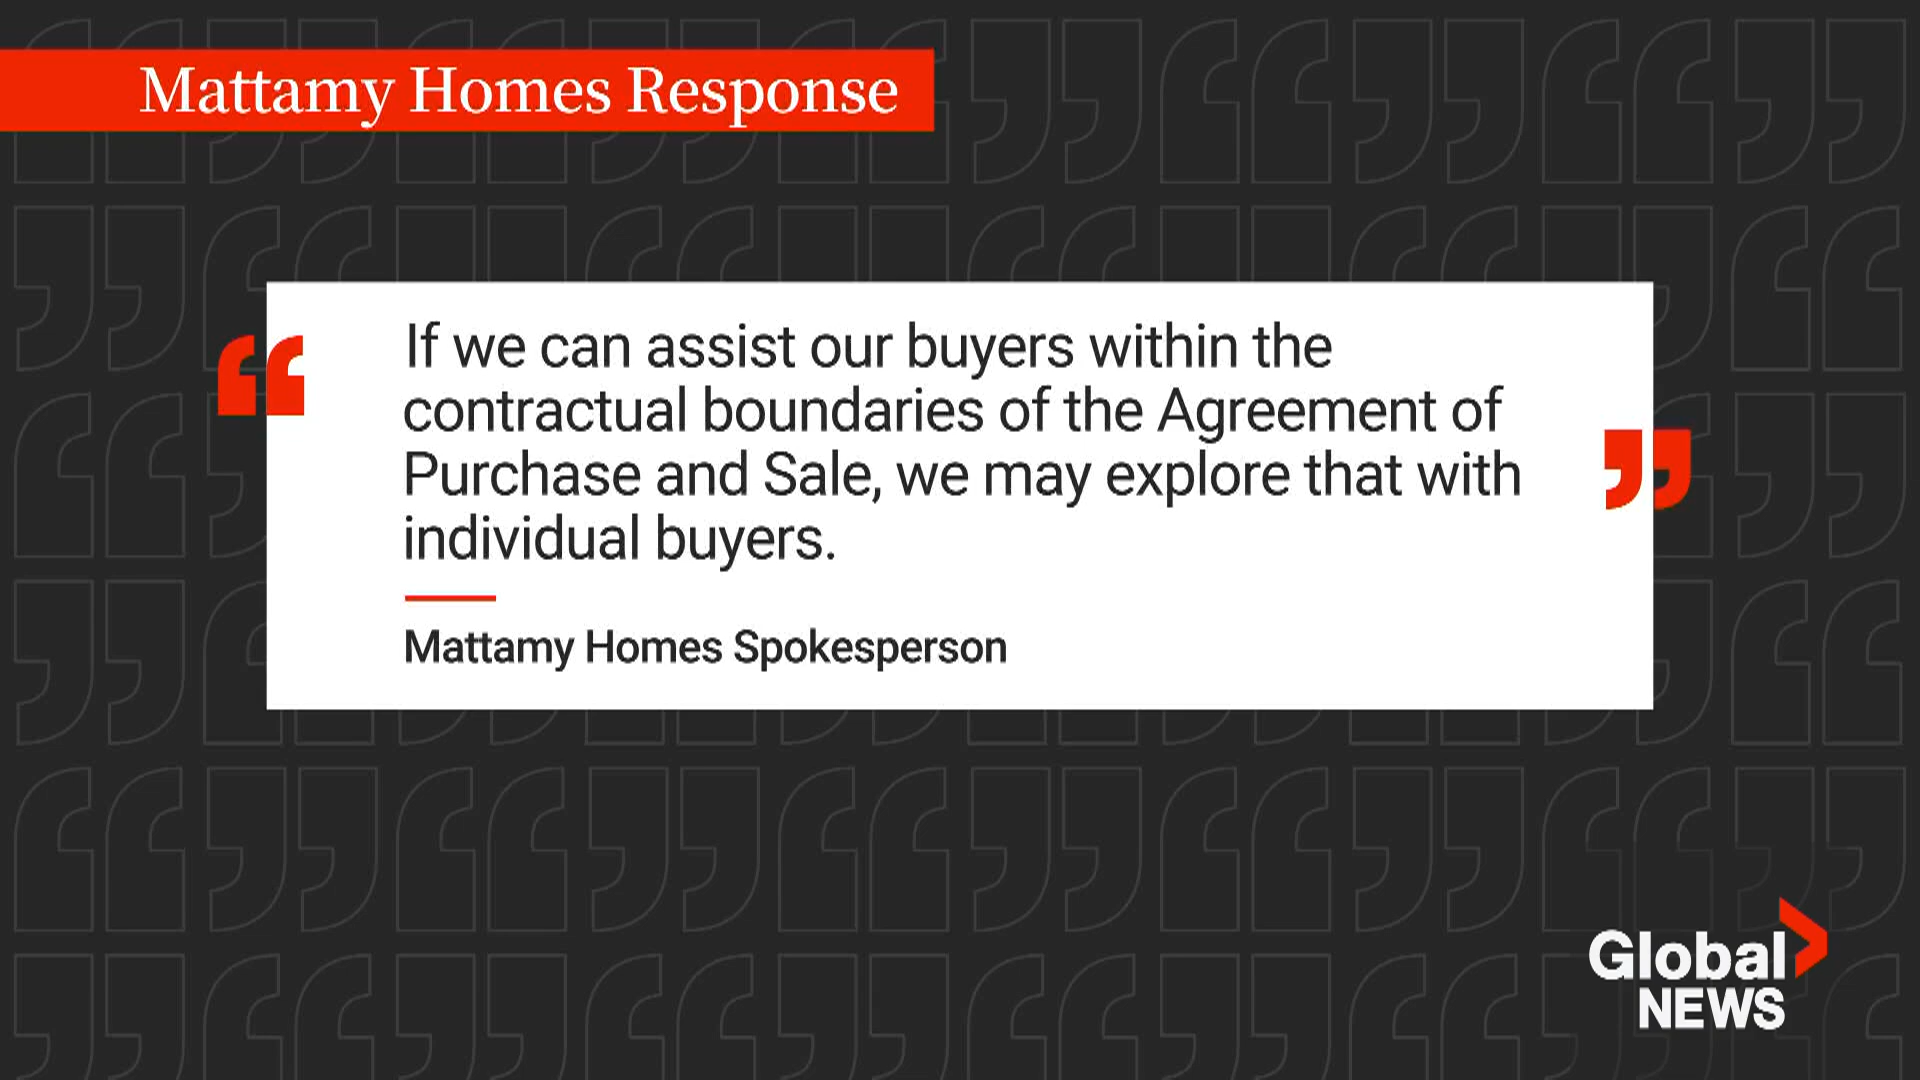 Mattamy Homes Response
“
If we can assist our buyers within the
contractual boundaries of the Agreement of
Purchase and Sale, we may explore that with
individual buyers.
”
Mattamy Homes Spokesperson
Global
NEWS